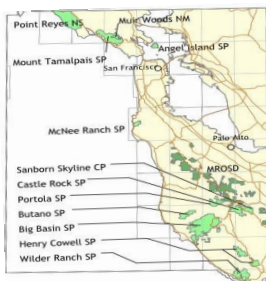 Point Reyes NS
Muir Woods NM
Angel Island SP
Mount Tamalpais SP
San Francisco
McNee Ranch SP
Palo Alto
MROSD
Sanborn Skyline CP
Castle Rock SP
Portola SP
Butano SP
Big Basin SP
Henry Cowell SP
Wilder Ranch SP